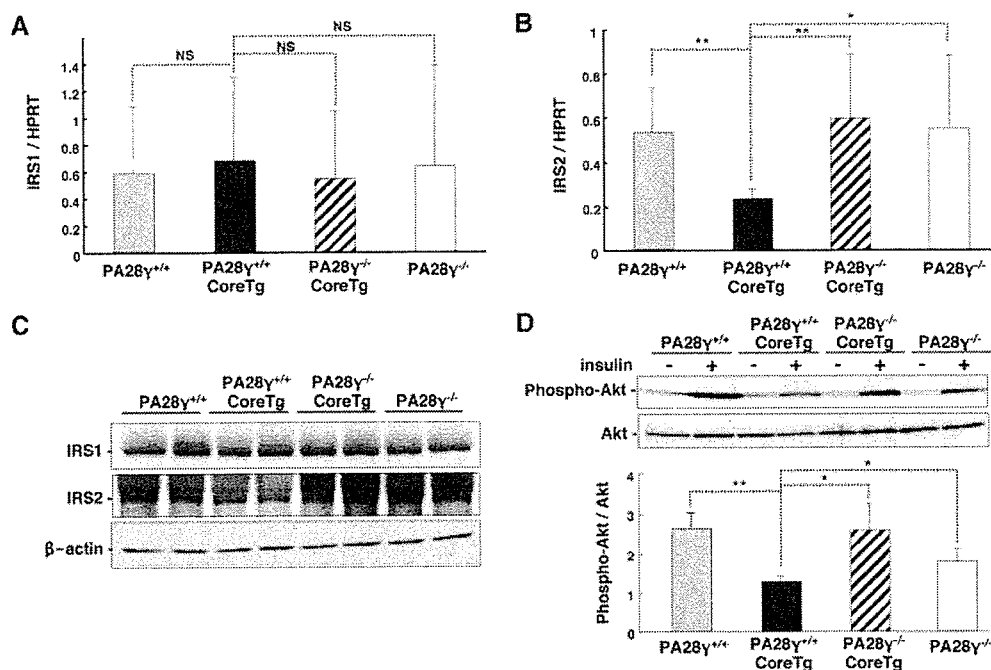 A
NS
NS
NS
IRS1 / HPRT
1.4
1.2
1
0.8
0.6
0.4
0.2
0
PA28γ+/+
PA28γ+/+ CoreTg
PA28γ-/- CoreTg
PA28γ-/-
B
*
**
**
IRS2 / HPRT
1
0.8
0.6
0.4
0.2
0
PA28γ+/+
PA28γ+/+ CoreTg
PA28γ-/- CoreTg
PA28γ-/-
C
PA28γ+/+
PA28γ+/+ CoreTg
PA28γ-/- CoreTg
PA28γ-/-
IRS1 -
IRS2 -
β-actin -
D
PA28γ+/+
PA28γ+/+ CoreTg
PA28γ-/- CoreTg
PA28γ-/-
insulin - + - + - + - +
Phospho-Akt -
Akt -
*
**
*
Phospho-Akt / Akt
4
3
2
1
0
PA28γ+/+
PA28γ+/+ CoreTg
PA28γ-/- CoreTg
PA28γ-/-